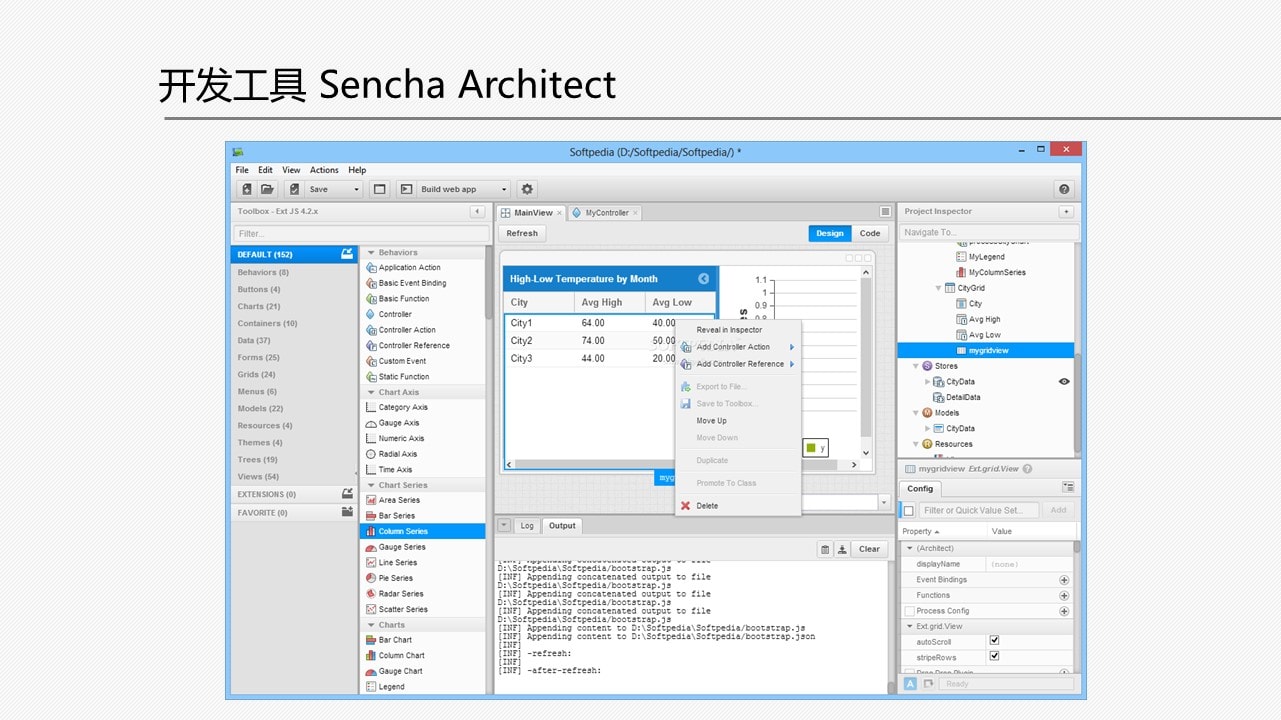 开发工具 Sencha Architect
Softpedia (D:/Softpedia/Softpedia/) *
File Edit View Actions Help
Save Build web app
Toolbox - Ext JS 4.2.x
Filter...
DEFAULT (152)
Behaviors (8)
Buttons (4)
Charts (21)
Containers (10)
Data (37)
Forms (25)
Grids (24)
Menus (6)
Models (22)
Resources (4)
Themes (4)
Trees (19)
Views (54)
EXTENSIONS (0)
FAVORITE (0)
Behaviors
Application Action
Basic Event Binding
Basic Function
Controller
Controller Action
Controller Reference
Custom Event
Static Function
Chart Axis
Category Axis
Gauge Axis
Numeric Axis
Radial Axis
Time Axis
Chart Series
Area Series
Bar Series
Column Series
Gauge Series
Line Series
Pie Series
Radar Series
Scatter Series
Charts
Bar Chart
Column Chart
Gauge Chart
Legend
MainView MyController
Refresh Design Code
High-Low Temperature by Month
City Avg High Avg Low
City1 64.00 40.00
City2 74.00 50.00
City3 44.00 20.00
1.1
1
0.9
0.8
y
Reveal in Inspector
Add Controller Action
Add Controller Reference
Export to File...
Save to Toolbox...
Move Up
Move Down
Duplicate
Promote To Class
Delete
Log Output
Clear
[INF] Appending concatenated output to file
D:\Softpedia\Softpedia/bootstrap.js
[INF] Appending concatenated output to file
D:\Softpedia\Softpedia/bootstrap.js
[INF] Appending concatenated output to file
D:\Softpedia\Softpedia/bootstrap.js
[INF] Appending concatenated output to file
D:\Softpedia\Softpedia/bootstrap.js
[INF] Appending content to D:\Softpedia\Softpedia/bootstrap.js
[INF] Appending content to D:\Softpedia\Softpedia/bootstrap.json
[INF]
[INF] -refresh:
[INF]
[INF] -after-refresh:
Project Inspector
Navigate To...
MyLegend
MyColumnSeries
CityGrid
City
Avg High
Avg Low
mygridview
Stores
CityData
DetailData
Models
CityData
Resources
mygridview Ext.grid.View
Config
Filter or Quick Value Set... Add
Property Value
(Architect)
displayName (none)
Event Bindings
Functions
Process Config
Ext.grid.View
autoScroll
stripeRows
Ready